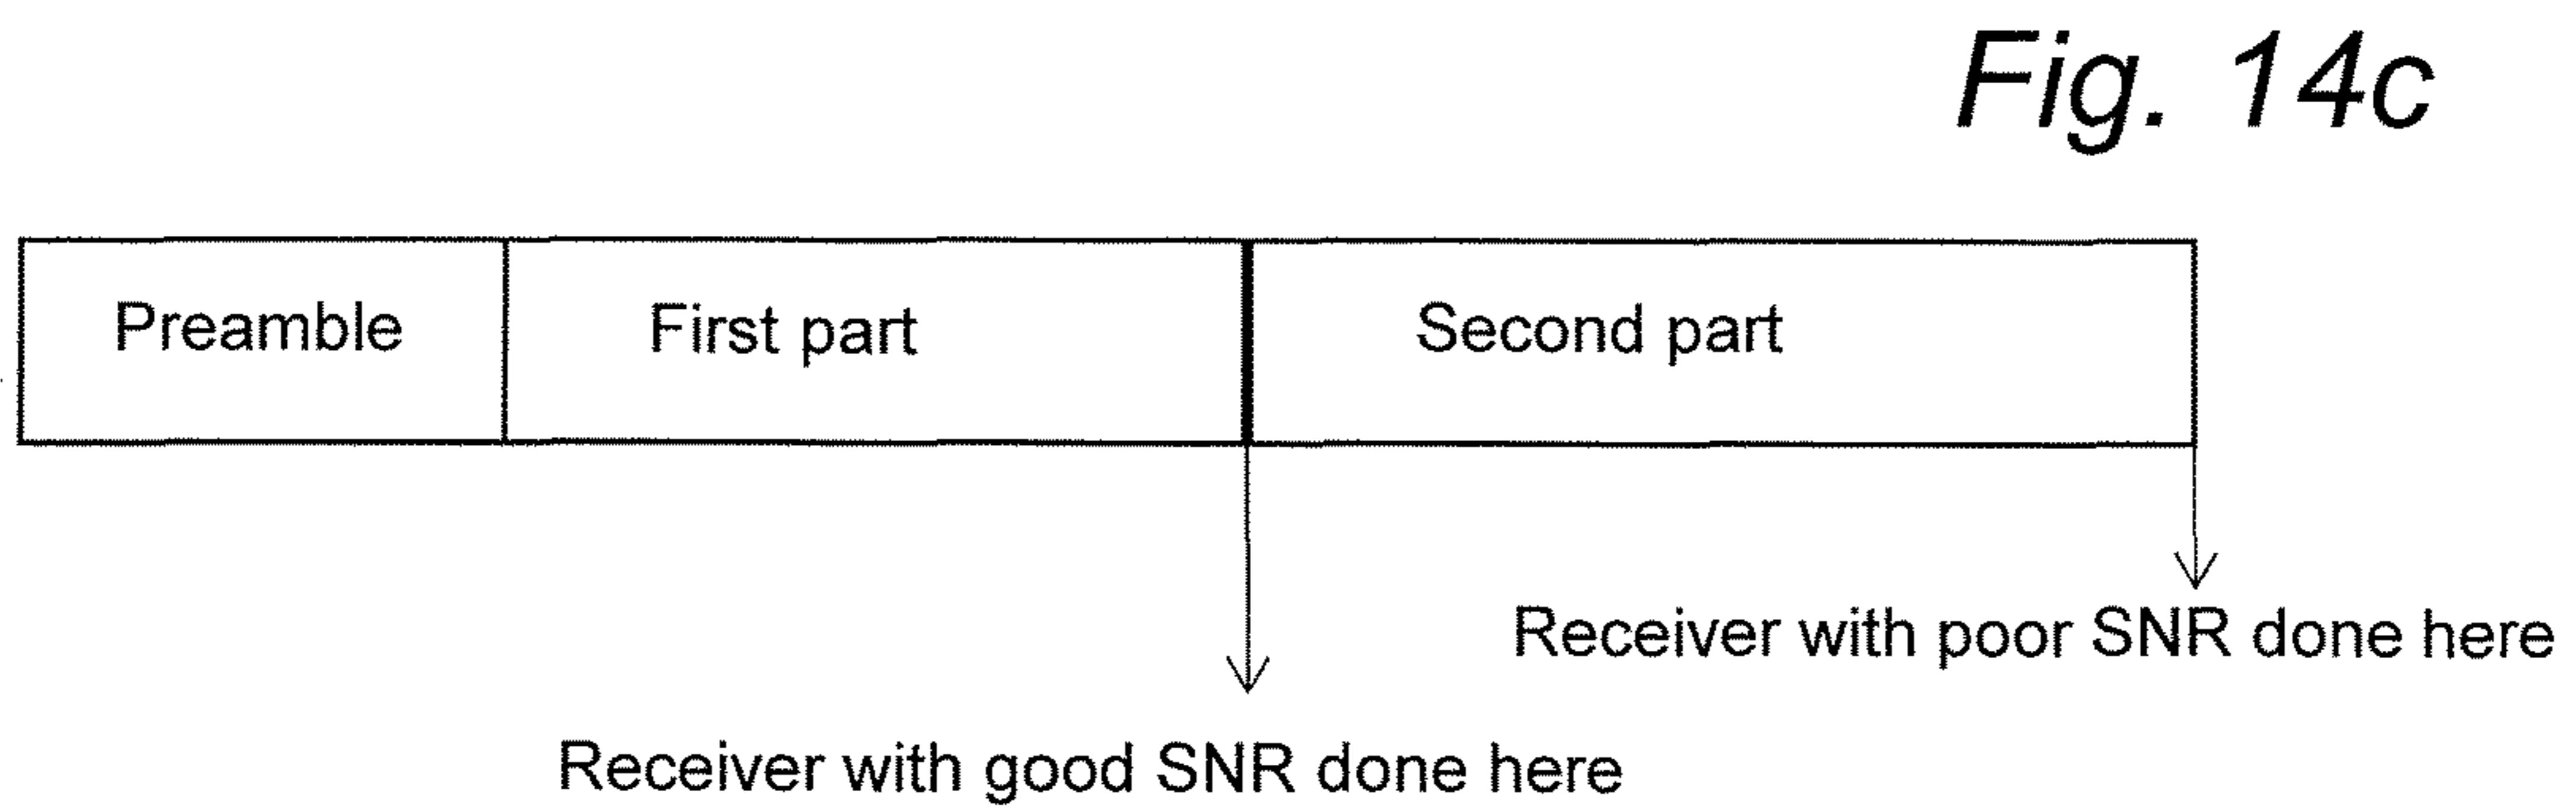 Fig. 14c
Preamble
First part
Second part
Receiver with poor SNR done here
Receiver with good SNR done here